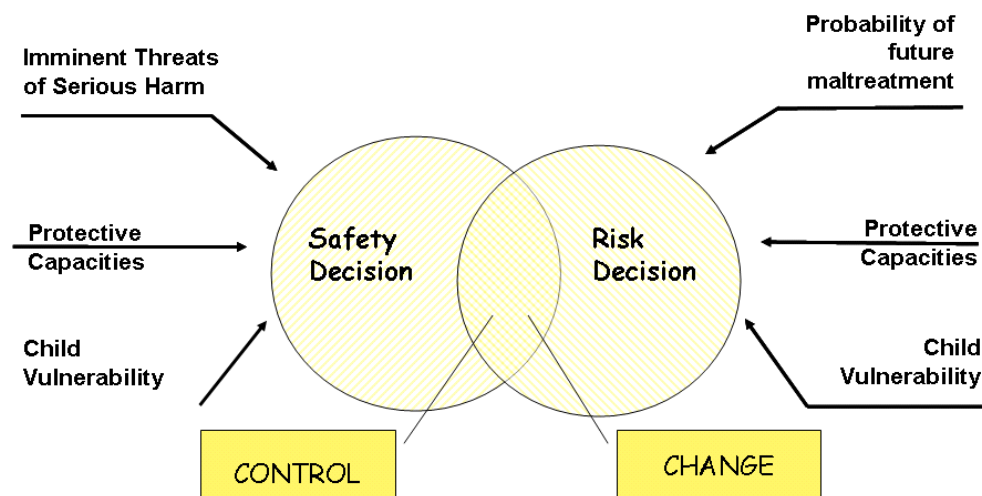 Imminent Threats
of Serious Harm
Probability of
future
maltreatment
Safety
Decision
Risk
Decision
Protective
Capacities
Protective
Capacities
Child
Vulnerability
Child
Vulnerability
CONTROL
CHANGE